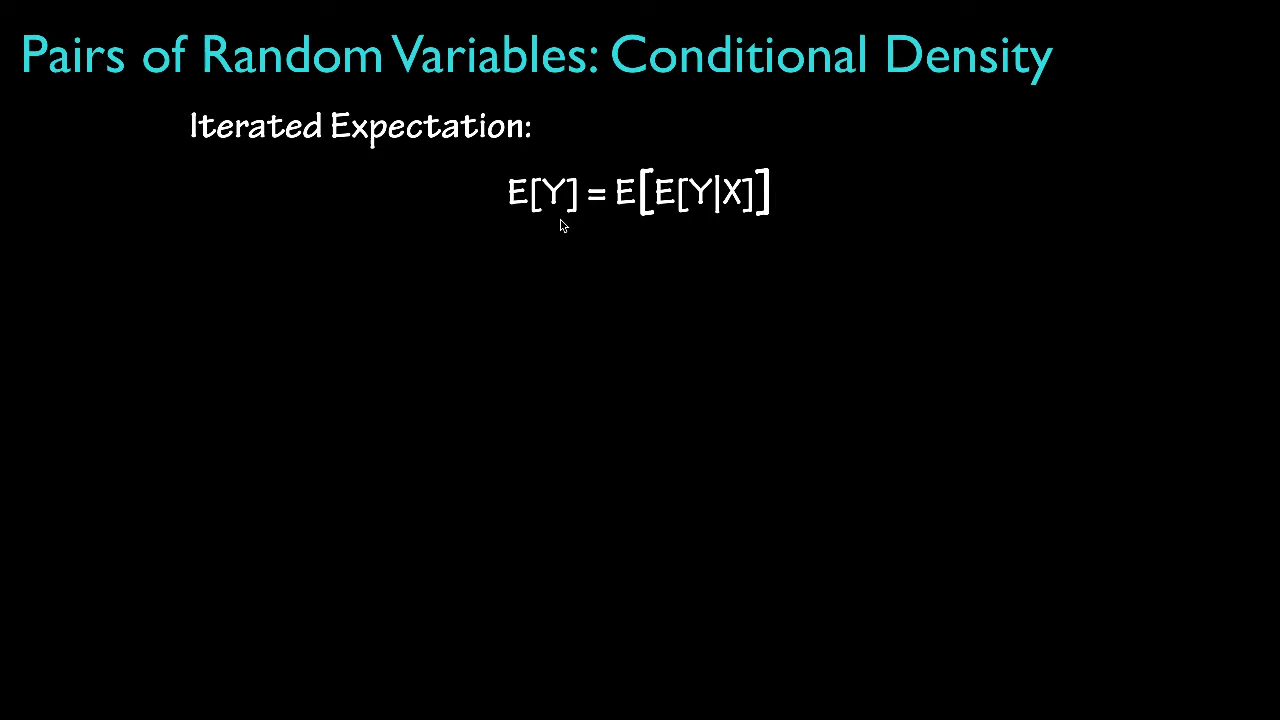 Pairs of Random Variables: Conditional Density
Iterated Expectation:
E[Y] = E[E[Y|X]]